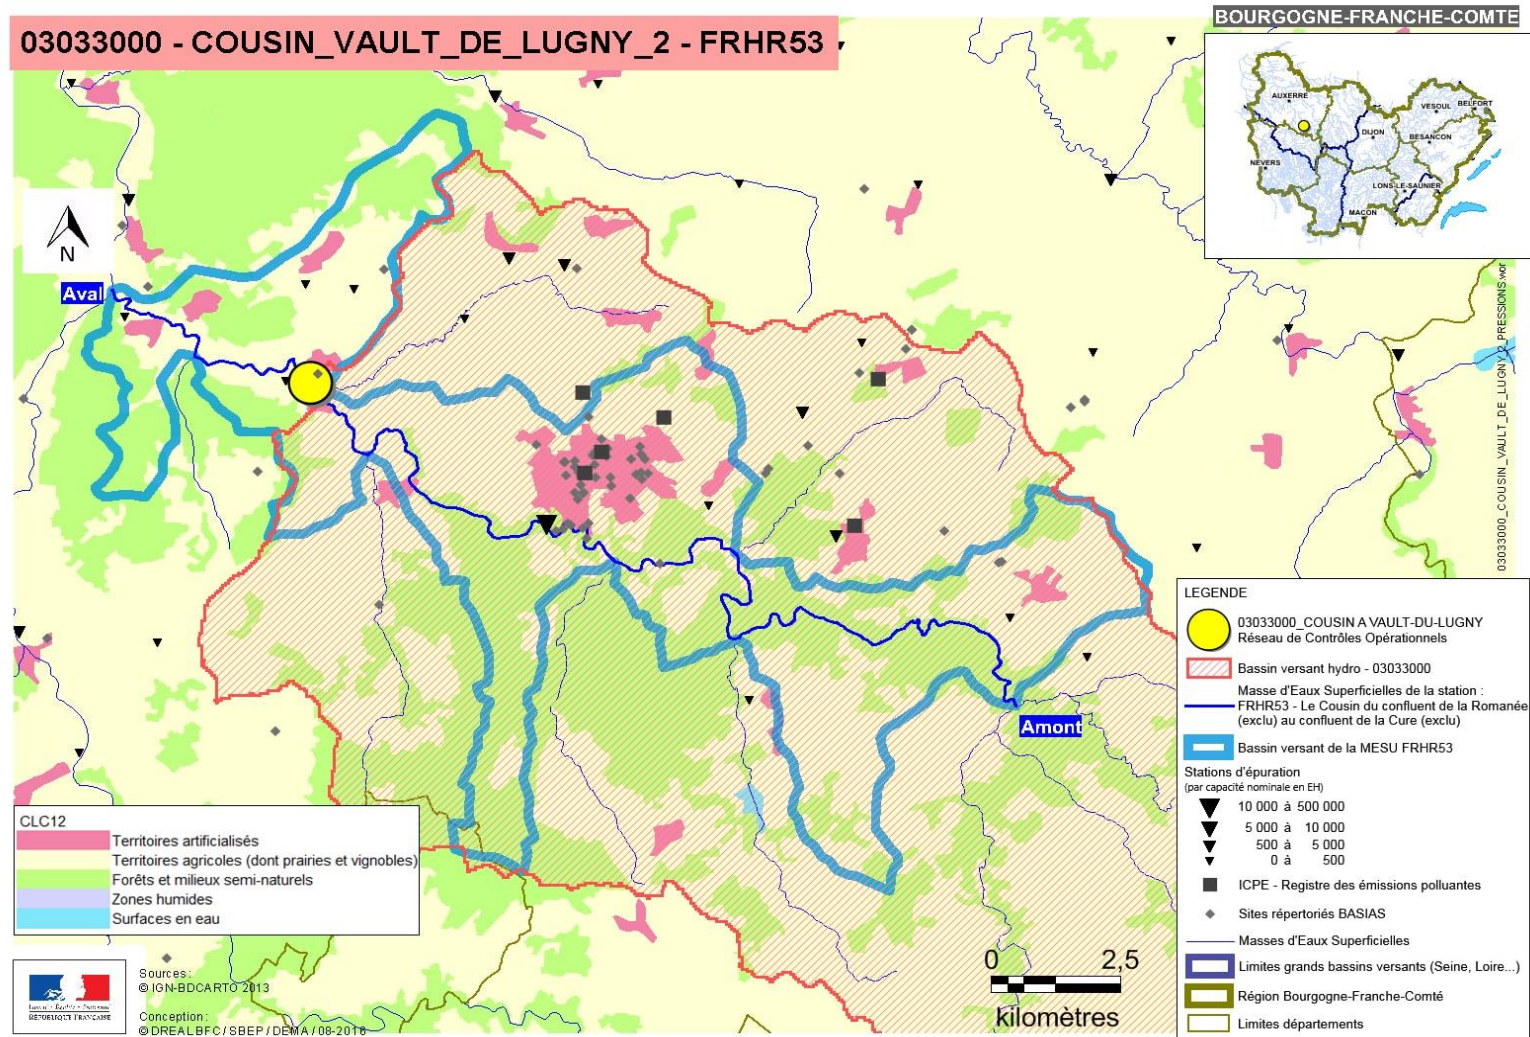 BOURGOGNE-FRANCHE-COMTE
03033000 - COUSIN_VAULT_DE_LUGNY_2 - FRHR53
AUXERRE
VESOUL
BELFORT
DIJON
BESANCON
NEVERS
LONS-LE-SAUNIER
MACON
N
Aval
Amont
03033000_COUSIN_VAULT_DE_LUGNY_2_PRESSIONS.wor
LEGENDE
03033000_COUSIN A VAULT-DU-LUGNY
Réseau de Contrôles Opérationnels
Bassin versant hydro - 03033000
Masse d'Eaux Superficielles de la station :
FRHR53 - Le Cousin du confluent de la Romanée
(exclu) au confluent de la Cure (exclu)
Bassin versant de la MESU FRHR53
Stations d'épuration
(par capacité nominale en EH)
10 000 à 500 000
5 000 à 10 000
500 à 5 000
0 à 500
ICPE - Registre des émissions polluantes
Sites répertoriés BASIAS
Masses d'Eaux Superficielles
Limites grands bassins versants (Seine, Loire...)
Région Bourgogne-Franche-Comté
Limites départements
CLC12
Territoires artificialisés
Territoires agricoles (dont prairies et vignobles)
Forêts et milieux semi-naturels
Zones humides
Surfaces en eau
0 2,5
kilomètres
Liberté • Égalité • Fraternité
RÉPUBLIQUE FRANÇAISE
Sources :
© IGN-BDCARTO 2013
Conception :
© DREAL BFC / SBEP / DEMA / 08-2016